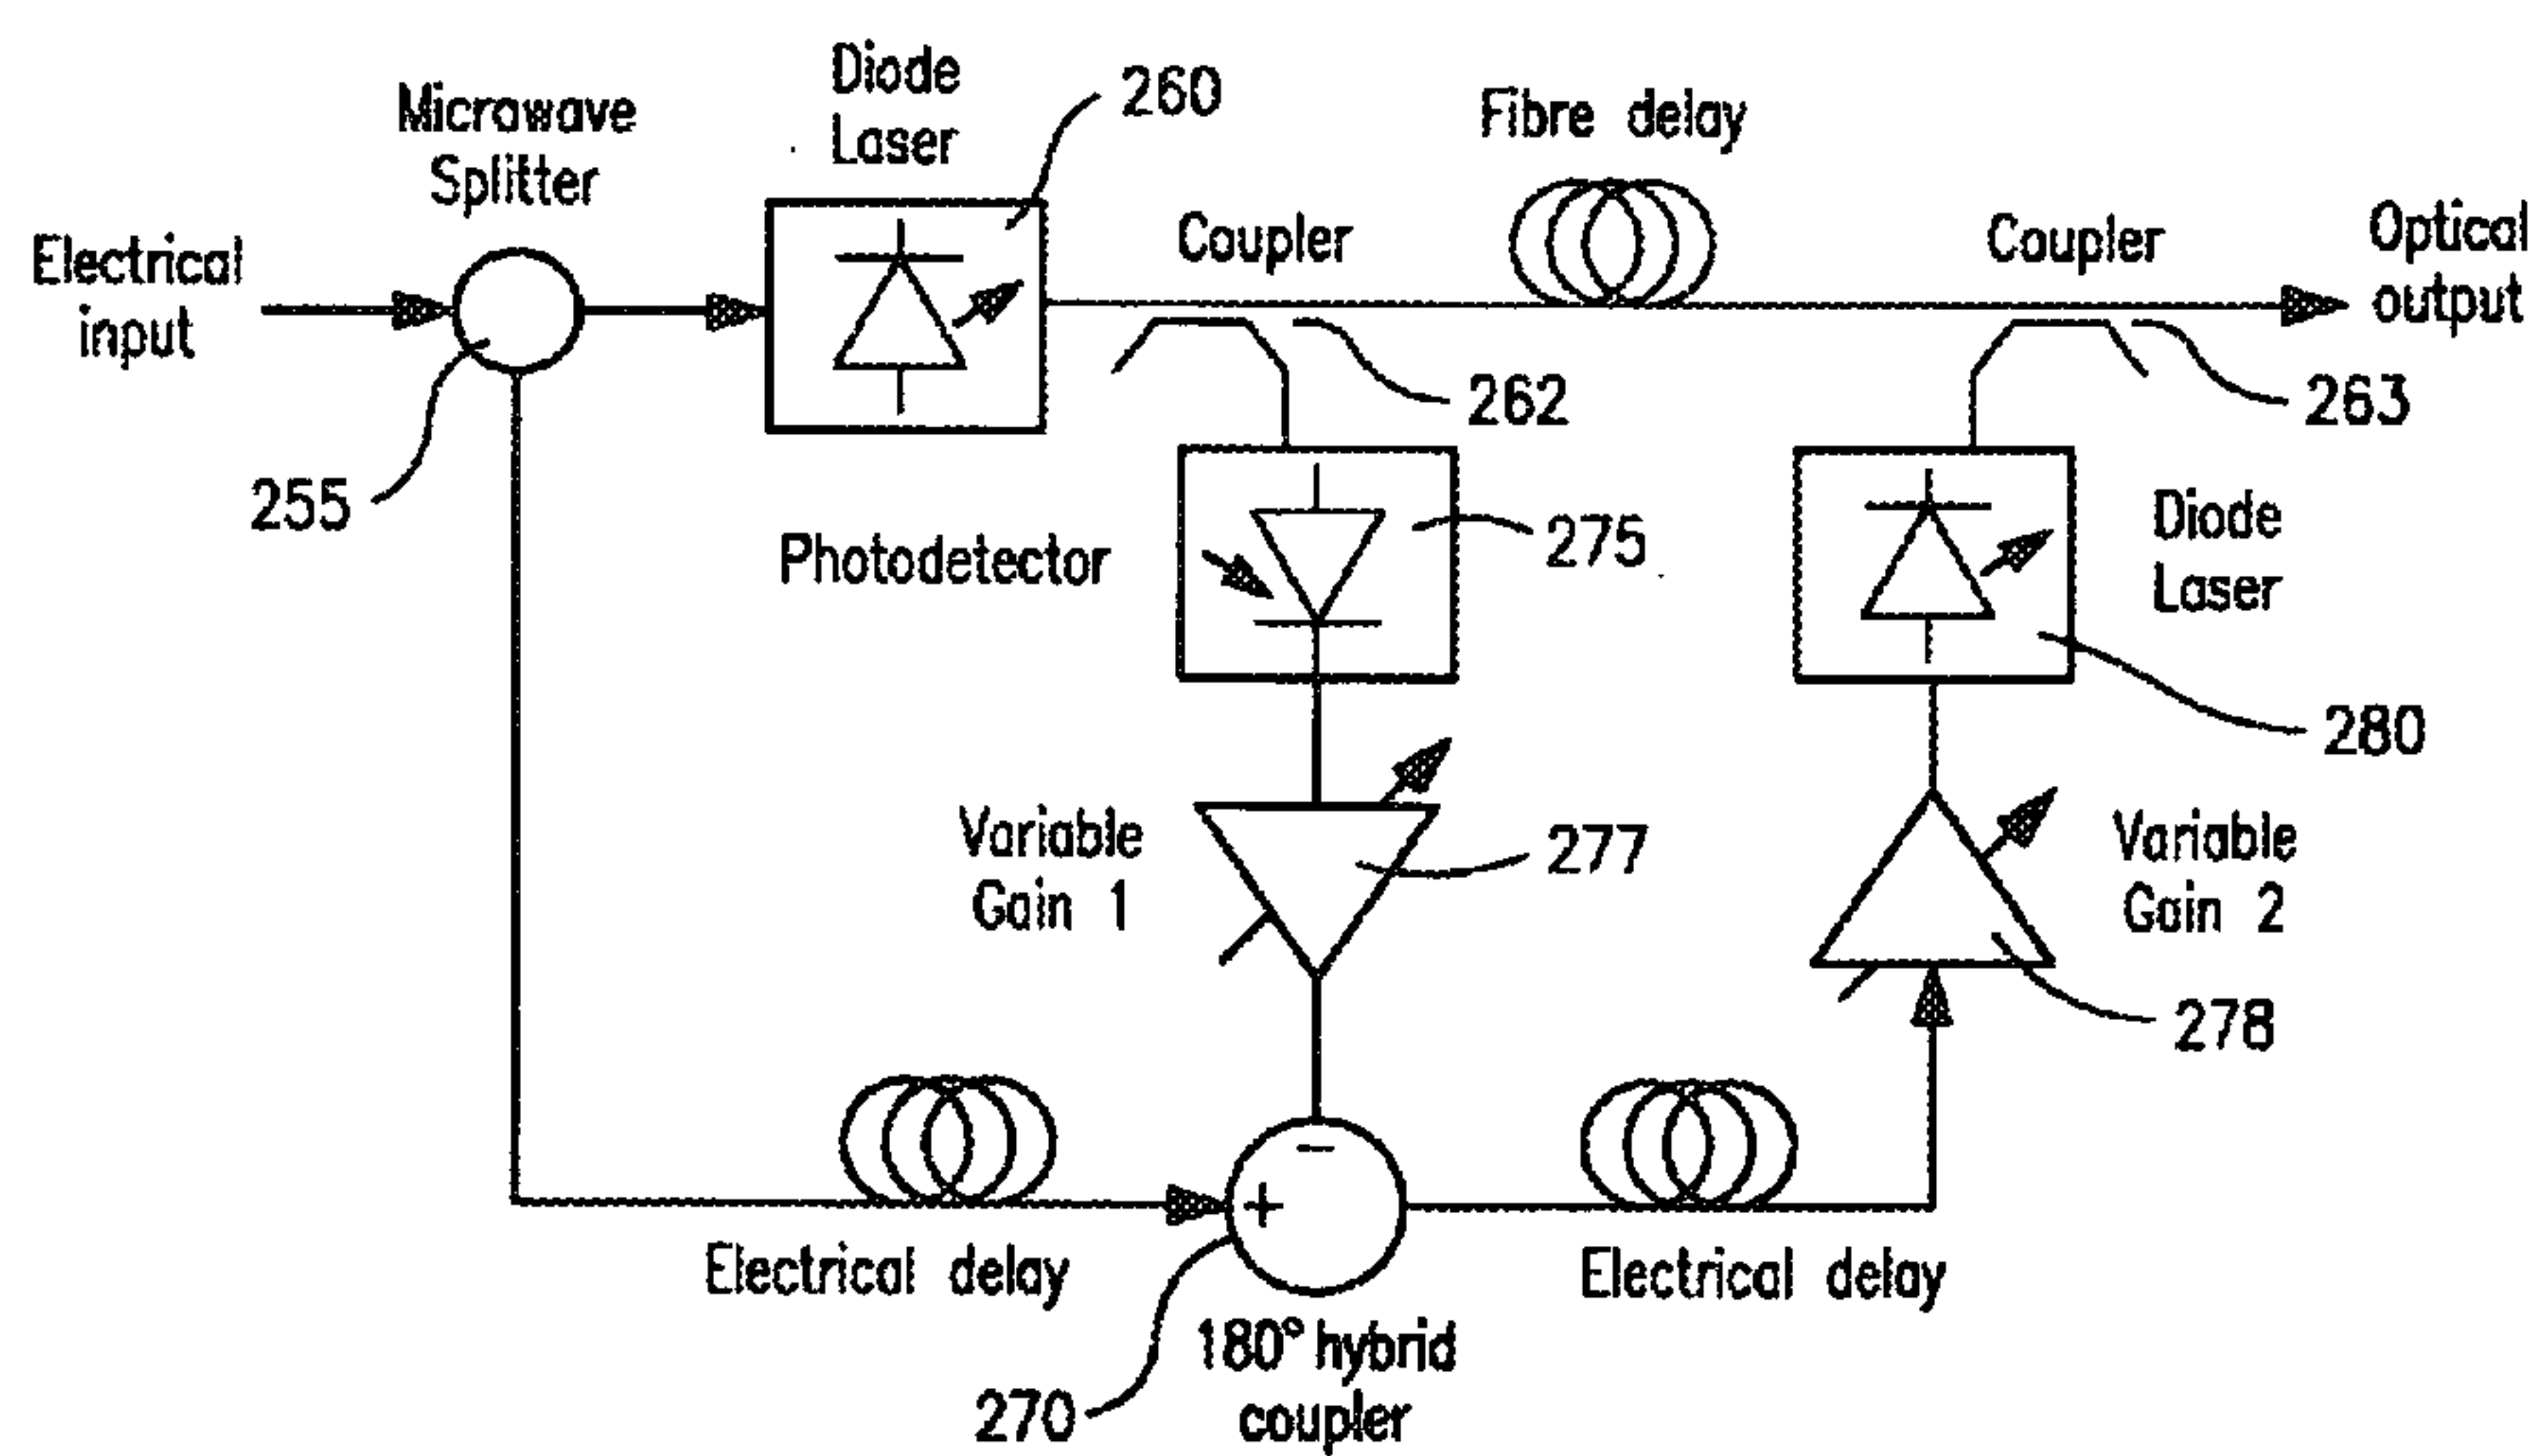 Diode
Laser
260
Microwave
Splitter
Fibre delay
Electrical
input
Coupler
Coupler
Optical
output
262
263
255
Photodetector
275
Diode
Laser
280
Variable
Gain 1
277
Variable
Gain 2
278
−
+
Electrical delay
Electrical delay
180° hybrid
coupler
270